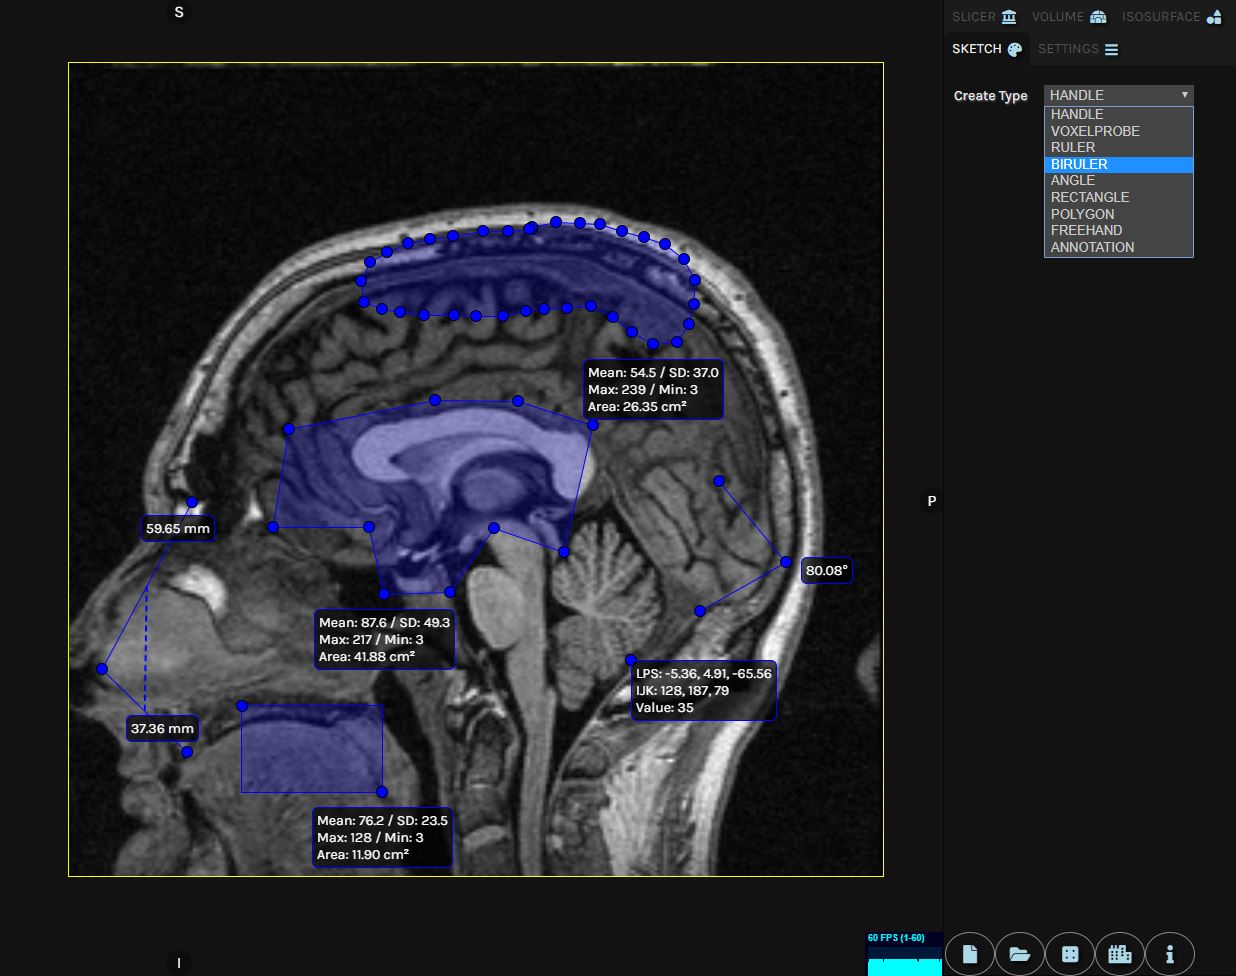 S
SLICER VOLUME ISOSURFACE
SKETCH SETTINGS
Create Type HANDLE
HANDLE
VOXELPROBE
RULER
BIRULER
ANGLE
RECTANGLE
POLYGON
FREEHAND
ANNOTATION
Mean: 54.5 / SD: 37.0
Max: 239 / Min: 3
Area: 26.35 cm²
P
59.65 mm
80.08°
Mean: 87.6 / SD: 49.3
Max: 217 / Min: 3
Area: 41.88 cm²
LPS: -5.36, 4.91, -65.56
IJK: 128, 187, 79
Value: 35
37.36 mm
Mean: 76.2 / SD: 23.5
Max: 128 / Min: 3
Area: 11.90 cm²
60 FPS (1-60)
I